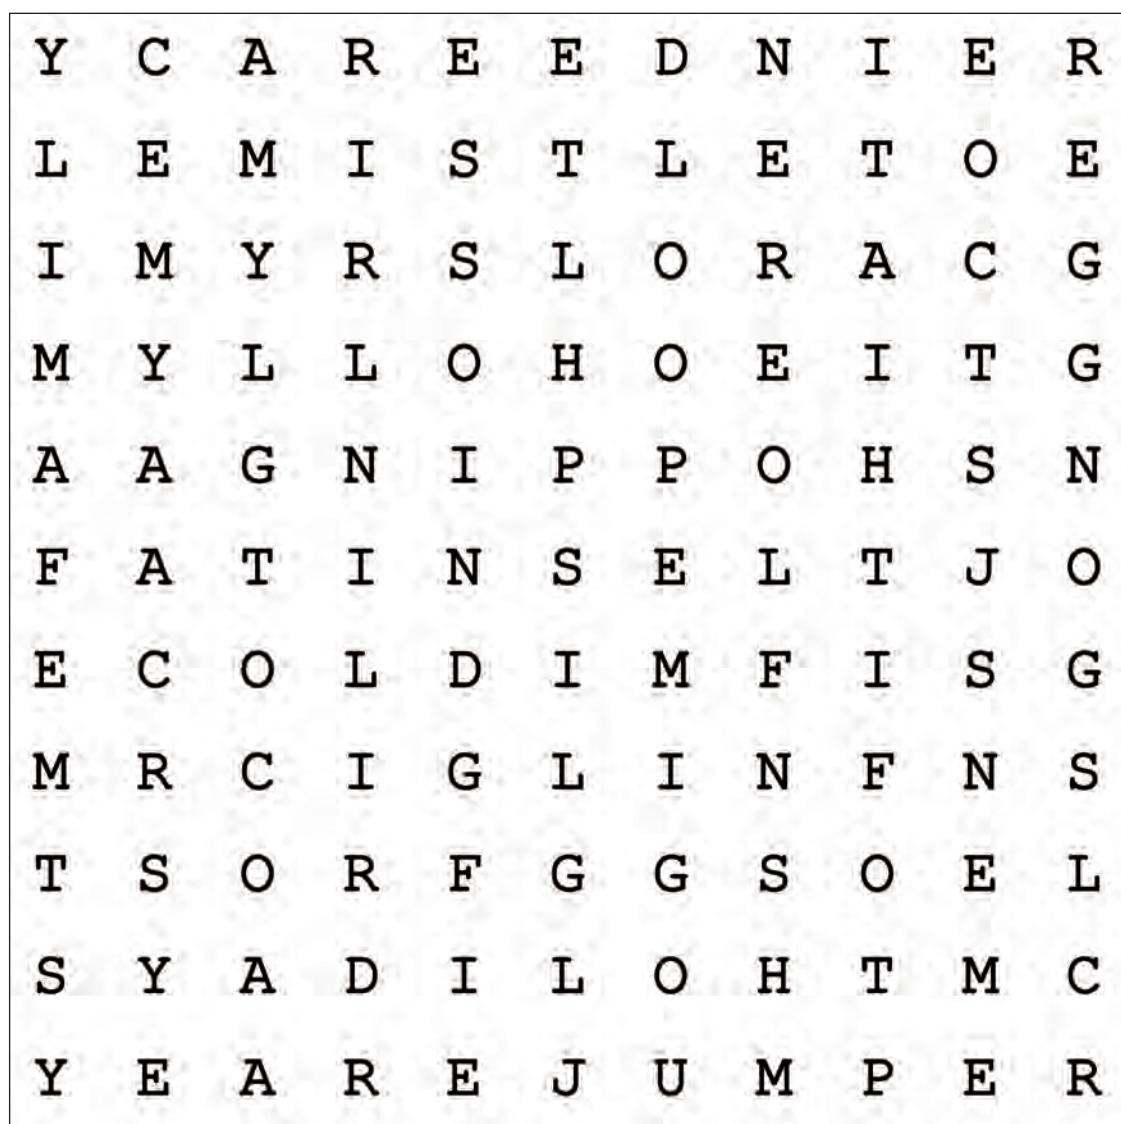 Y C A R E E D N I E R
L E M I S T L E T O E
I M Y R S L O R A C G
M Y L L O H O E I T G
A A G N I P P O H S N
F A T I N S E L T J O
E C O L D I M F I S G
M R C I G L I N F N S
T S O R F G G S O E L
S Y A D I L O H T M C
Y E A R E J U M P E R